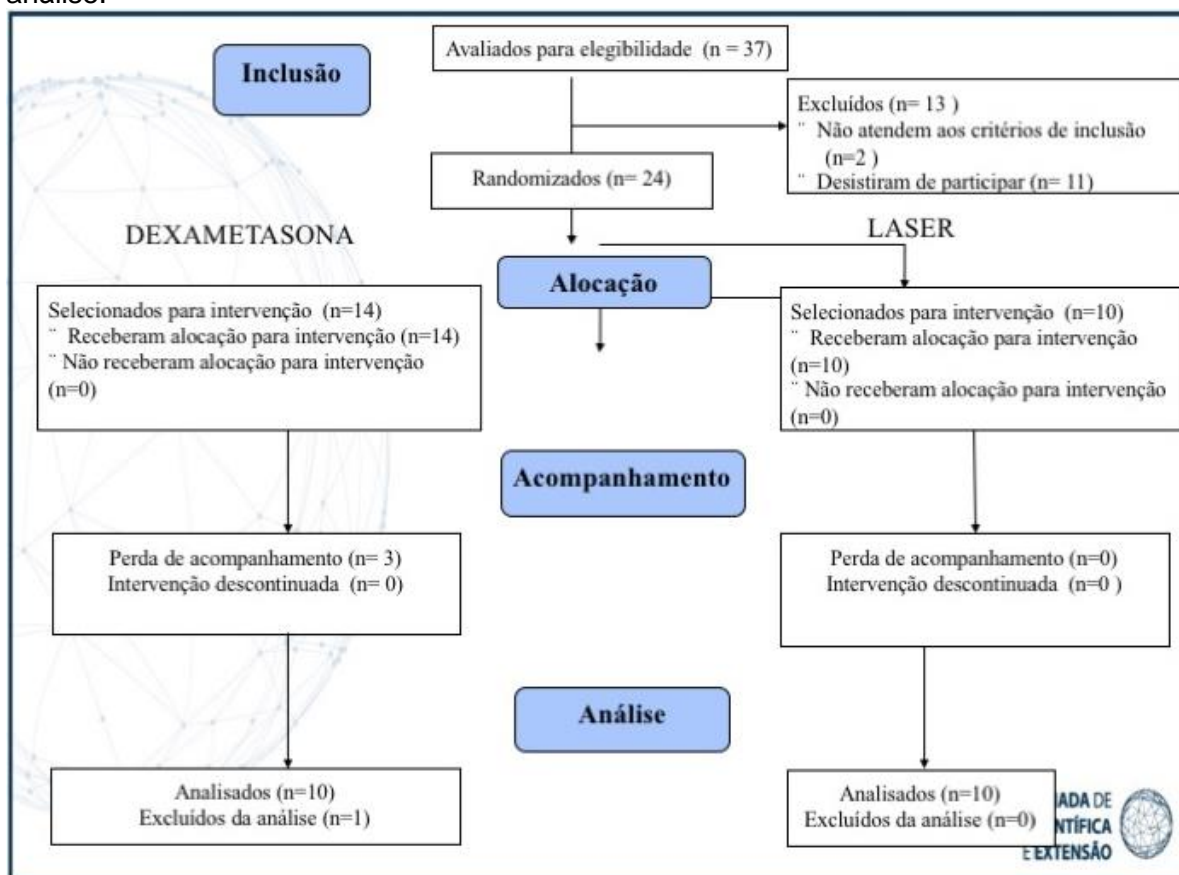 análise.
Inclusão
Avaliados para elegibilidade (n = 37)
Excluídos (n= 13 )
¨ Não atendem aos critérios de inclusão
(n=2 )
¨ Desistiram de participar (n= 11)
Randomizados (n= 24)
DEXAMETASONA
LASER
Alocação
Selecionados para intervenção (n=14)
¨ Receberam alocação para intervenção (n=14)
¨ Não receberam alocação para intervenção
(n=0)
Selecionados para intervenção (n=10)
¨ Receberam alocação para intervenção
(n=10)
¨ Não receberam alocação para intervenção
(n=0)
Acompanhamento
Perda de acompanhamento (n= 3)
Intervenção descontinuada (n= 0)
Perda de acompanhamento (n=0)
Intervenção descontinuada (n=0 )
Análise
Analisados (n=10)
Excluídos da análise (n=1)
Analisados (n=10)
Excluídos da análise (n=0)
ADA DE
NTÍFICA
E EXTENSÃO